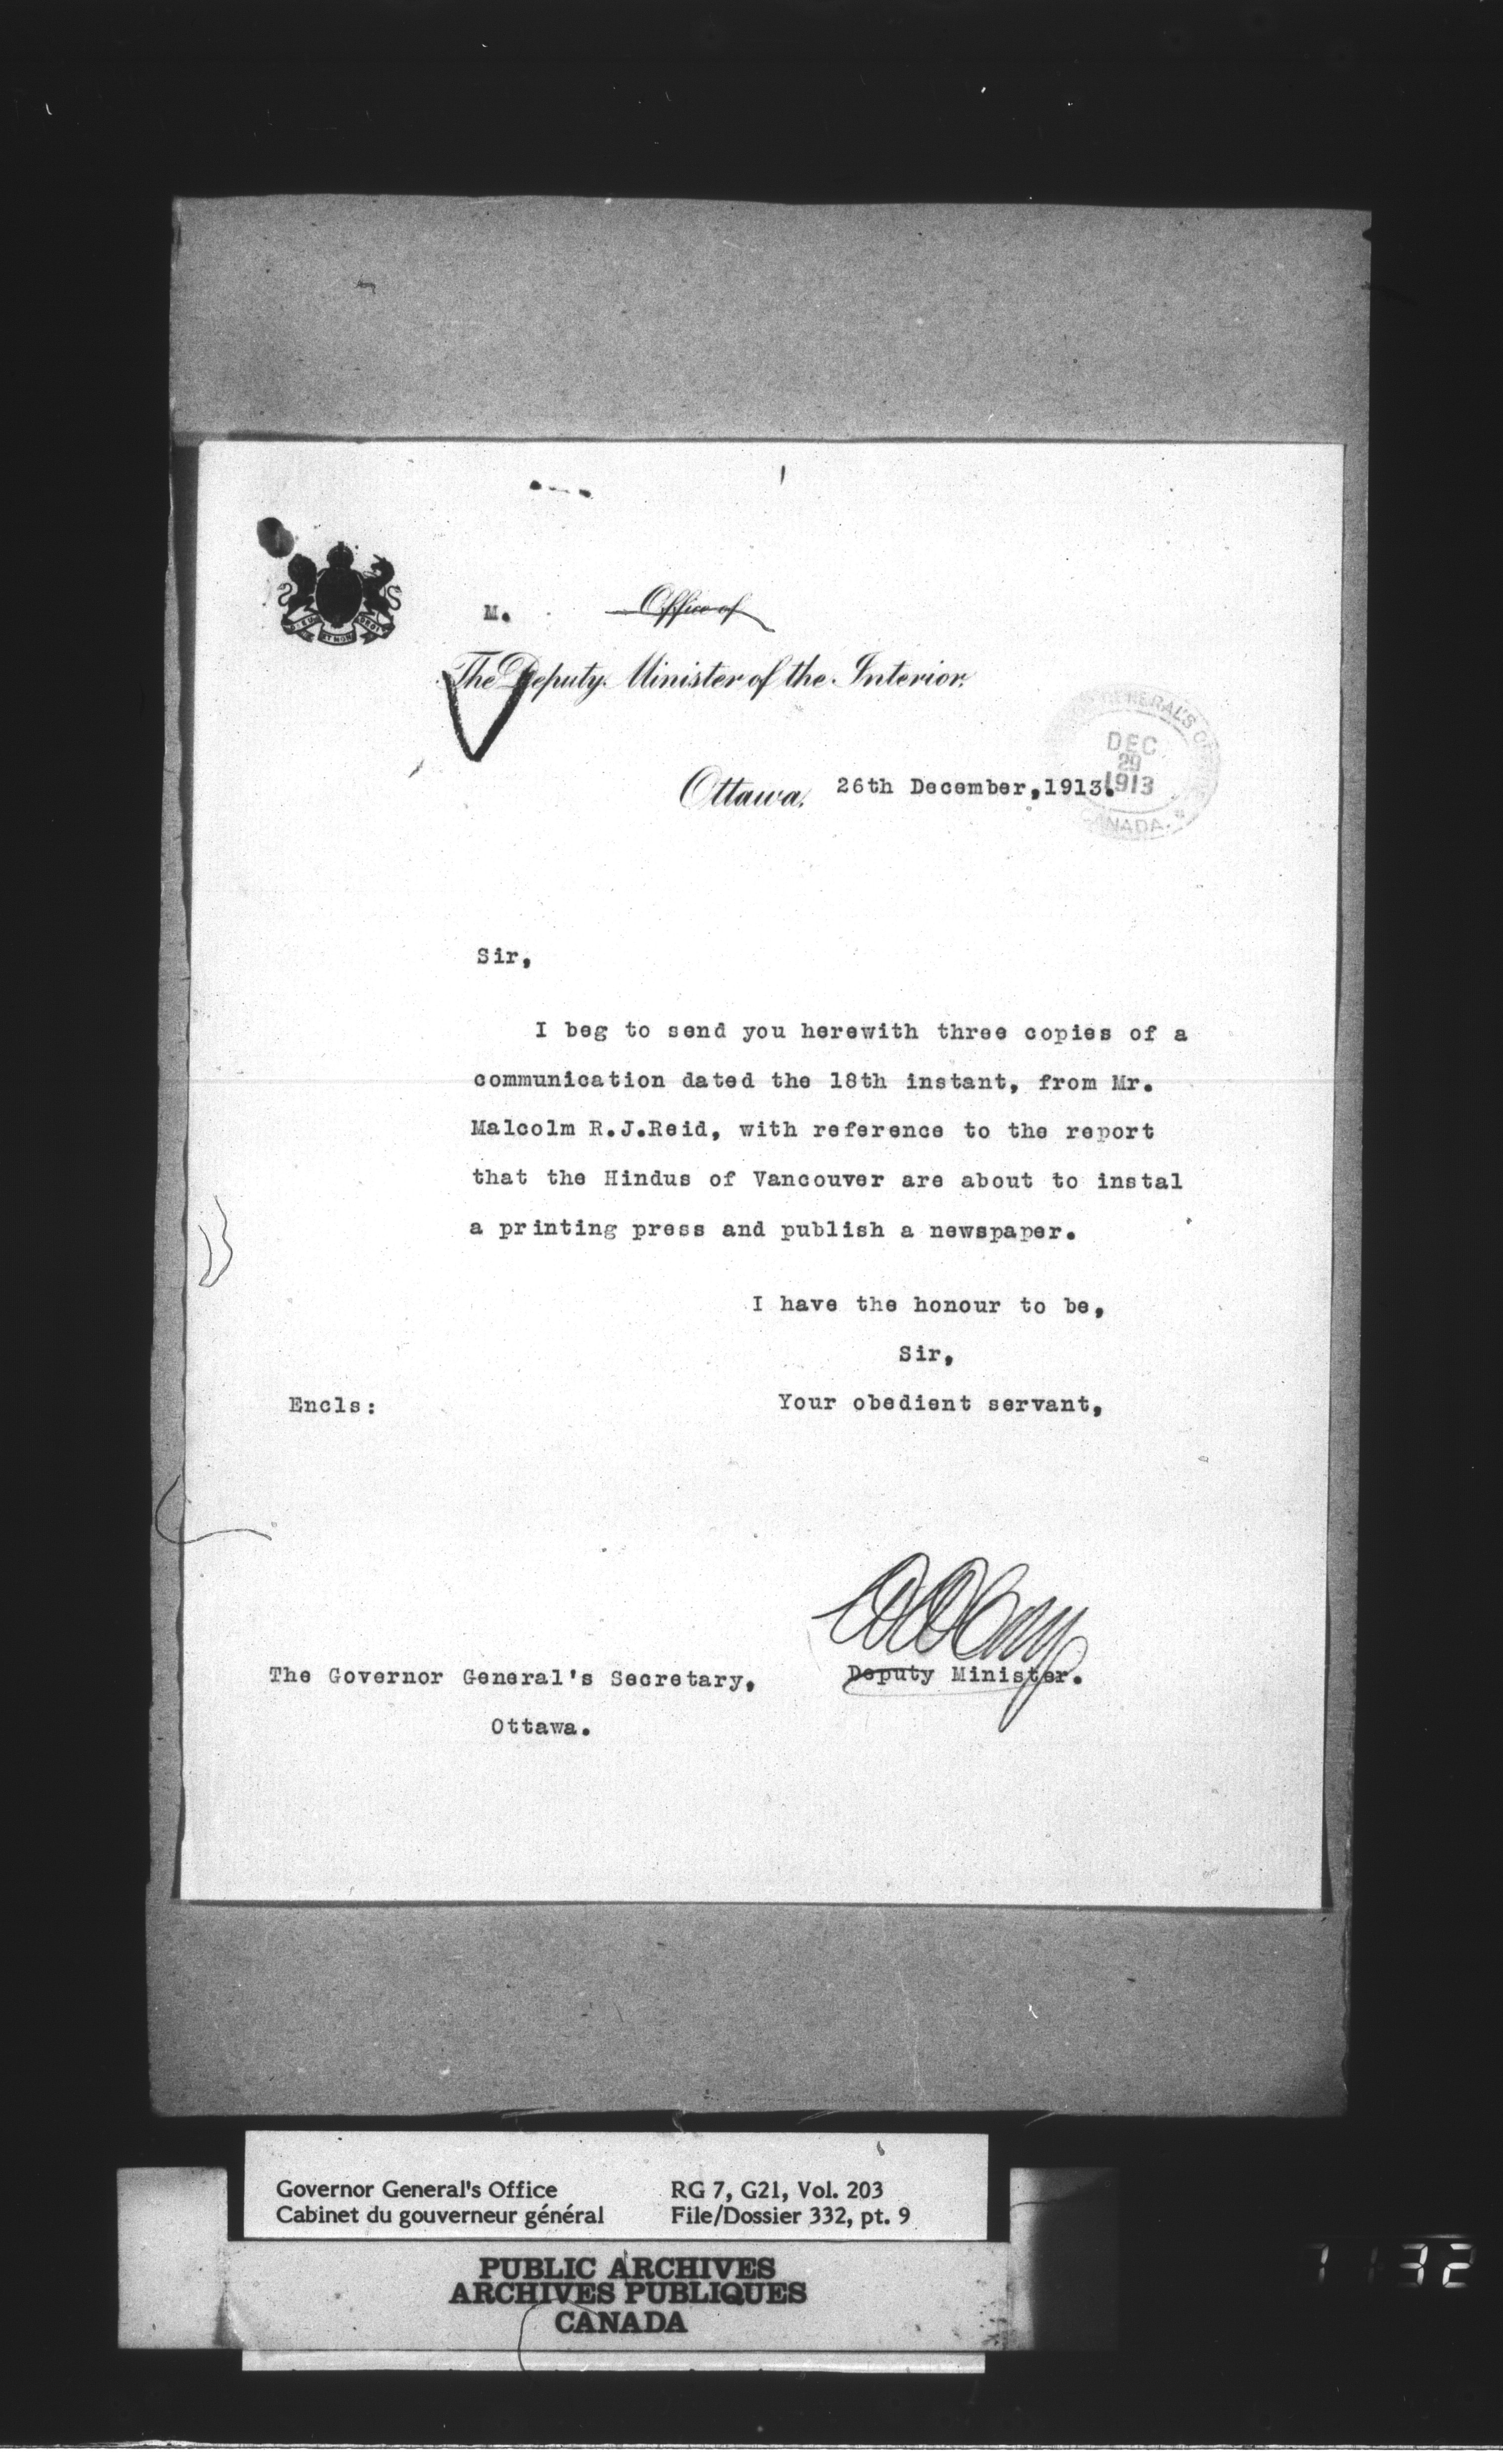 M.
Office of
The Deputy Minister of the Interior.
GENERAL'S
DEC
29
1913
CANADA.
Ottawa, 26th December,1913.
Sir,
I beg to send you herewith three copies of a
communication dated the 18th instant, from Mr.
Malcolm R.J.Reid, with reference to the report
that the Hindus of Vancouver are about to instal
a printing press and publish a newspaper.
I have the honour to be,
Sir,
Encls: Your obedient servant,
The Governor General's Secretary, Deputy Minister.
Ottawa.
Governor General's Office RG 7, G21, Vol. 203
Cabinet du gouverneur général File/Dossier 332, pt. 9
PUBLIC ARCHIVES
ARCHIVES PUBLIQUES
CANADA